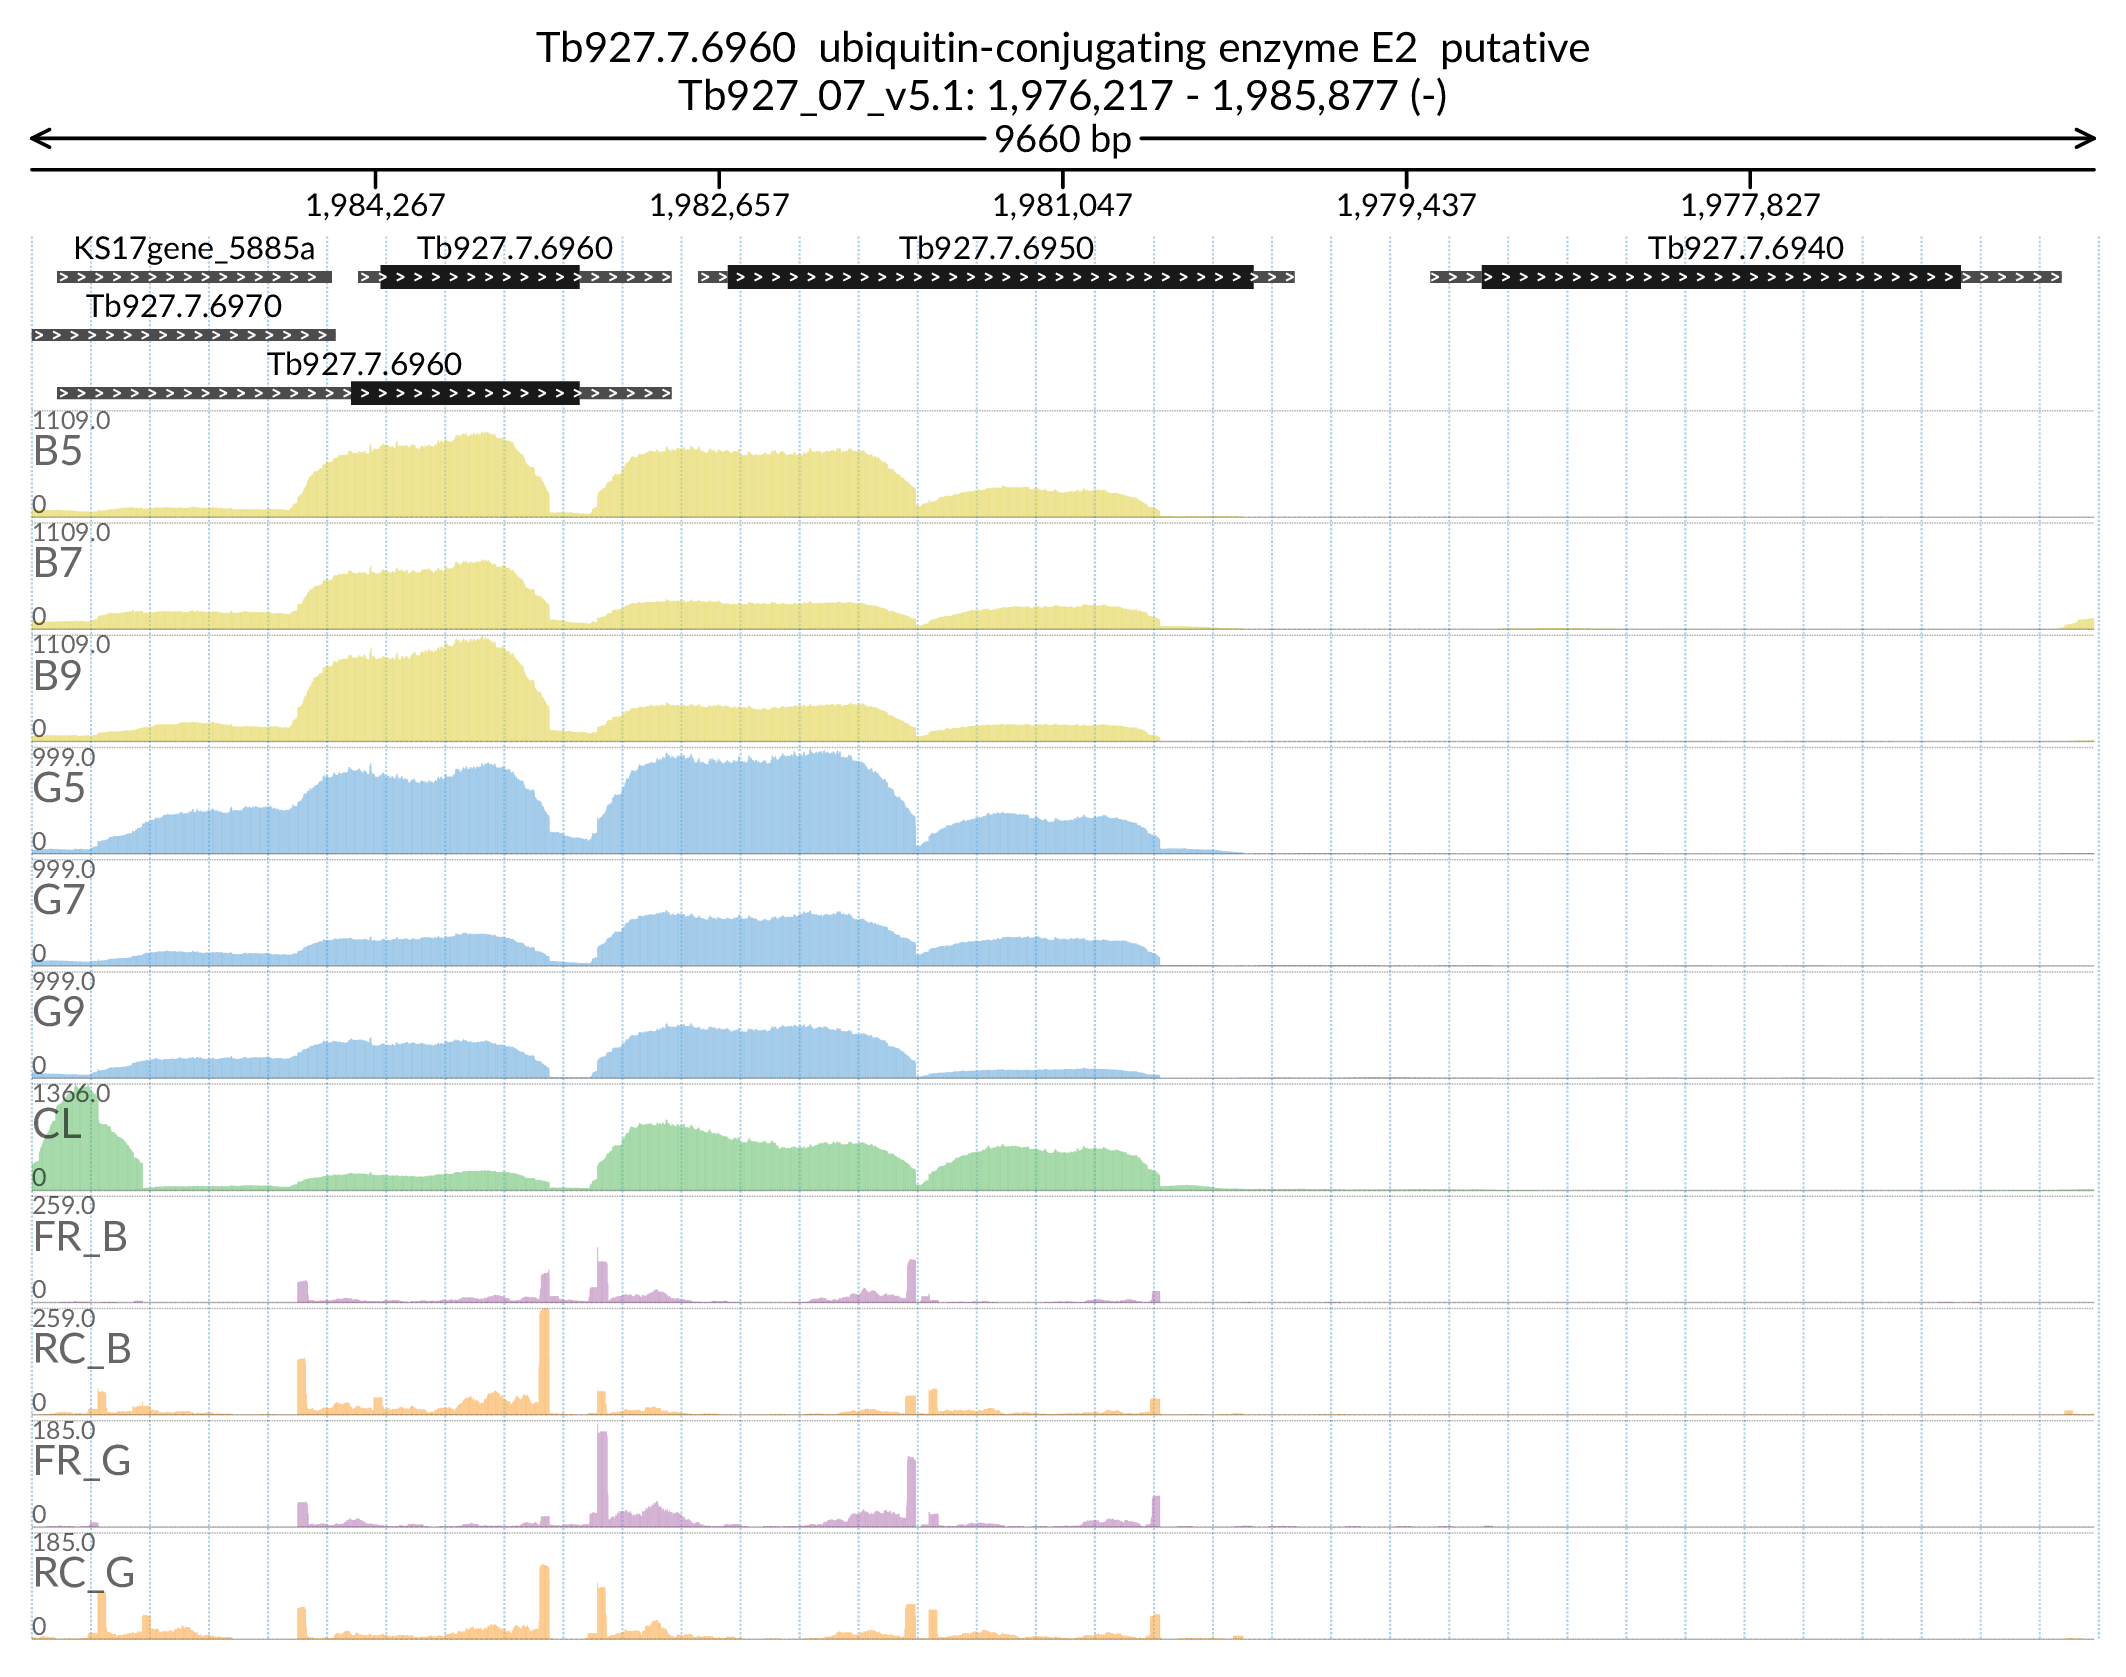 Tb927.7.6960 ubiquitin-conjugating enzyme E2 putative
Tb927_07_v5.1: 1,976,217 - 1,985,877 (-)
9660 bp
1,984,267 1,982,657 1,981,047 1,979,437 1,977,827
KS17gene_5885a Tb927.7.6960 Tb927.7.6950 Tb927.7.6940
Tb927.7.6970
Tb927.7.6960
1109.0
B5
0
1109.0
B7
0
1109.0
B9
0
999.0
G5
0
999.0
G7
0
999.0
G9
0
1366.0
CL
0
259.0
FR_B
0
259.0
RC_B
0
185.0
FR_G
0
185.0
RC_G
0